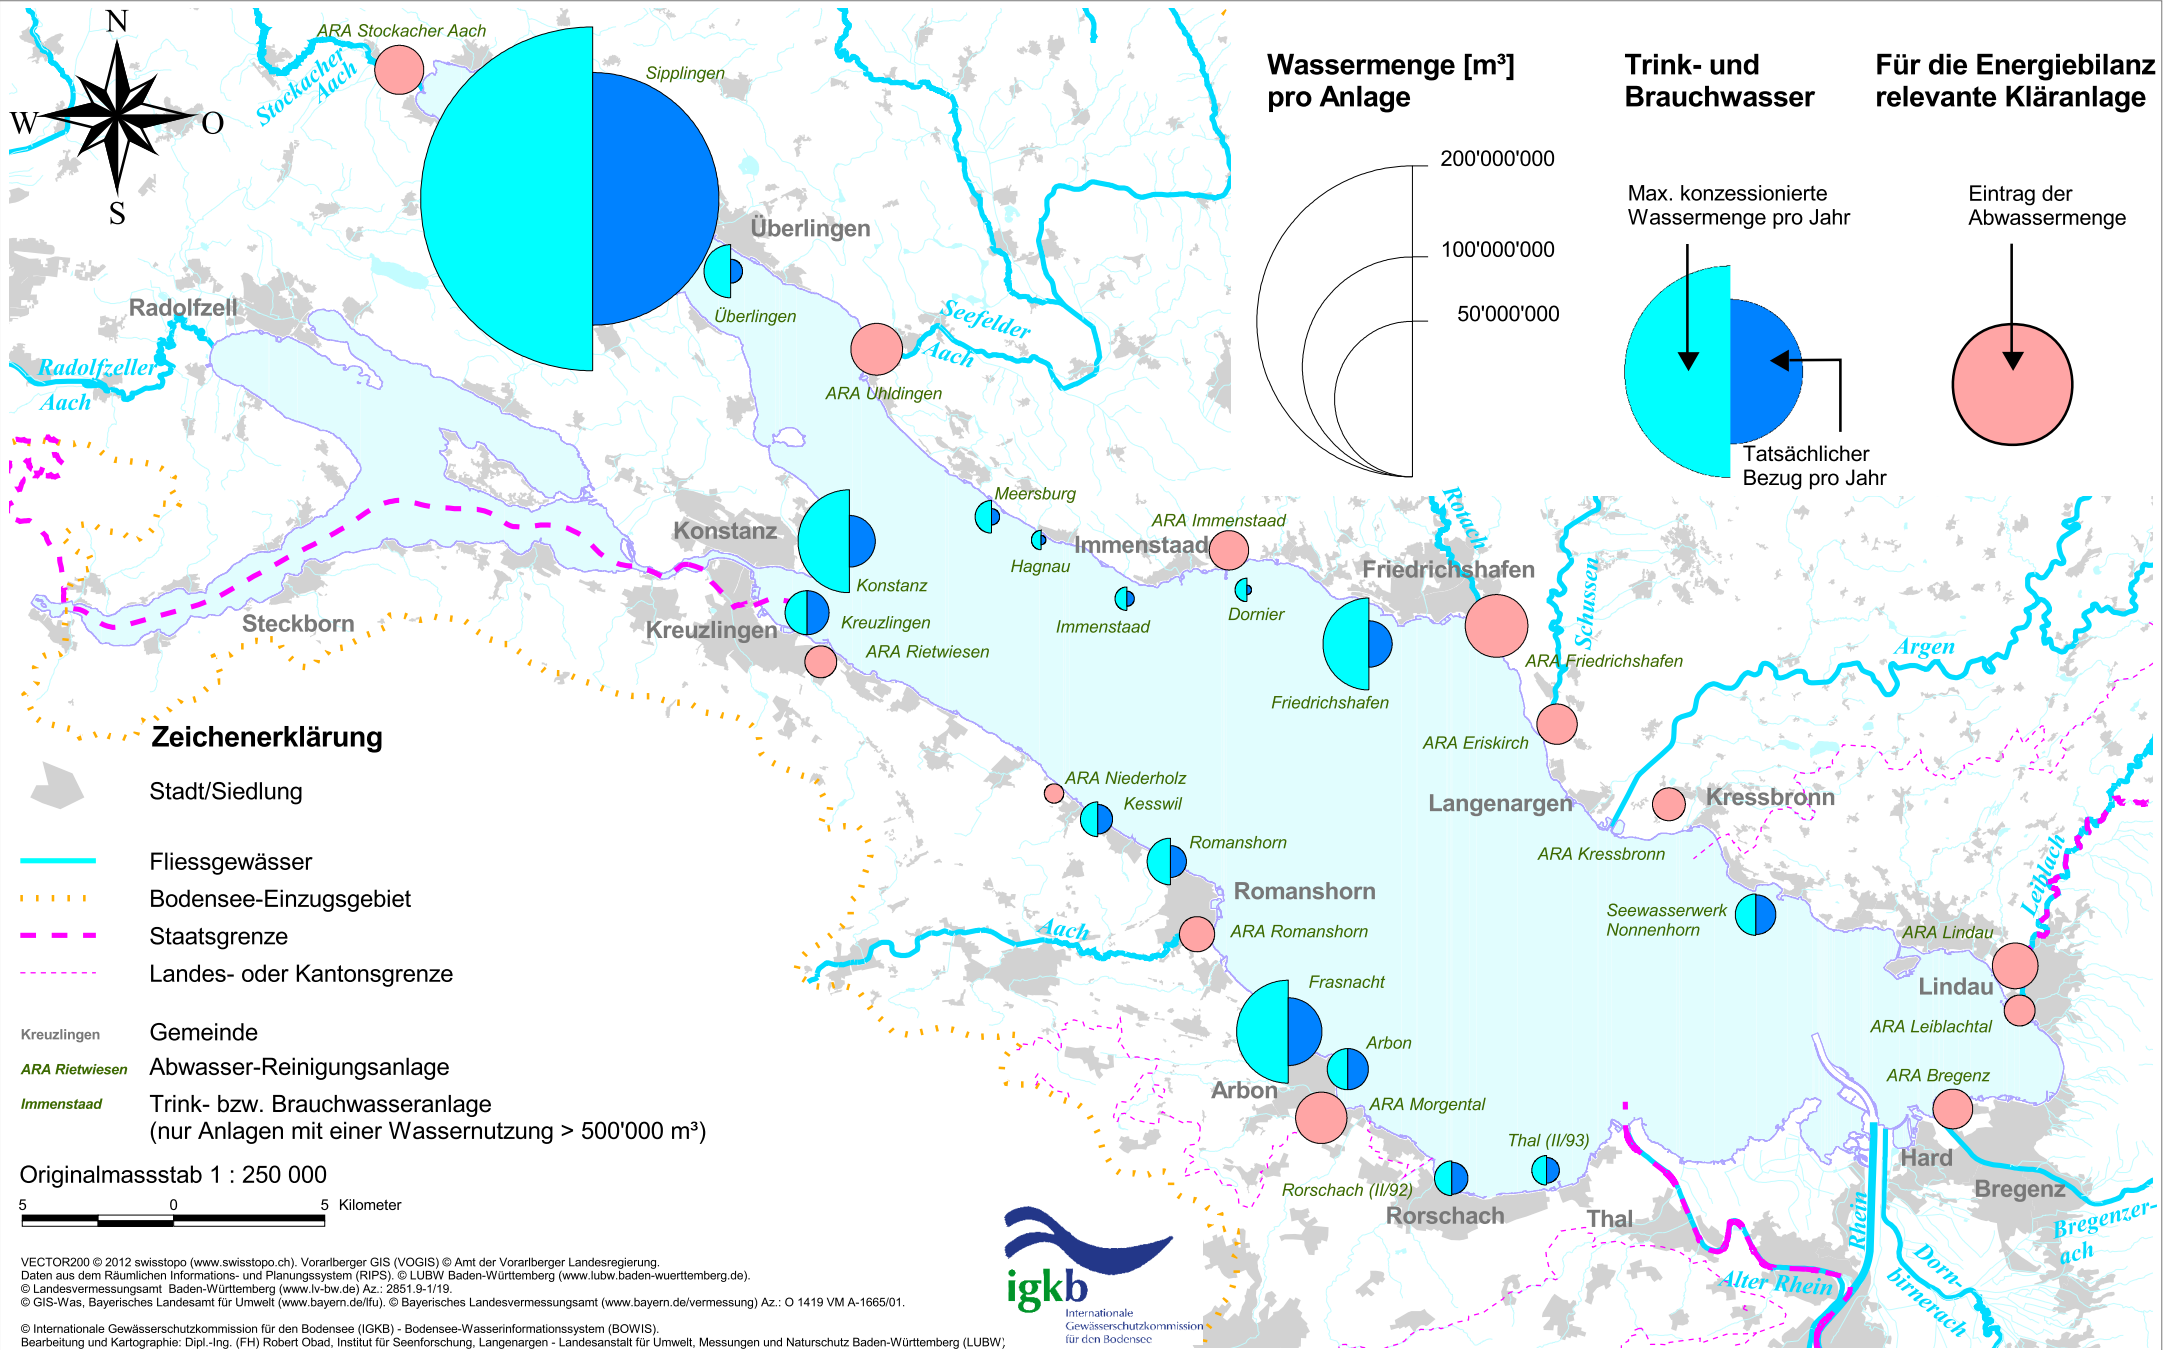 N
W
O
S
ARA Stockacher Aach
Stockacher
Aach
Sipplingen
Überlingen
Überlingen
Radolfzell
Radolfzeller
Aach
Seefelder
Aach
ARA Uhldingen
Wassermenge [m³]
pro Anlage
200'000'000
100'000'000
50'000'000
Trink- und
Brauchwasser
Max. konzessionierte
Wassermenge pro Jahr
Tatsächlicher
Bezug pro Jahr
Für die Energiebilanz
relevante Kläranlage
Eintrag der
Abwassermenge
Meersburg
Hagnau
Konstanz
Konstanz
Kreuzlingen
Kreuzlingen
ARA Rietwiesen
Steckborn
ARA Immenstaad
Immenstaad
Immenstaad
Dornier
Rotach
Friedrichshafen
Friedrichshafen
ARA Friedrichshafen
Schussen
Argen
ARA Eriskirch
Langenargen
Kressbronn
ARA Kressbronn
ARA Niederholz
Kesswil
Romanshorn
Romanshorn
ARA Romanshorn
Aach
Seewasserwerk
Nonnenhorn
Leiblach
ARA Lindau
Lindau
ARA Leiblachtal
ARA Bregenz
Frasnacht
Arbon
Arbon
ARA Morgental
Thal (II/93)
Rorschach (II/92)
Rorschach
Thal
Hard
Bregenz
Rhein
Alter Rhein
Dorn-
birnerach
Bregenzer-
ach
Zeichenerklärung
Stadt/Siedlung
Fliessgewässer
Bodensee-Einzugsgebiet
Staatsgrenze
Landes- oder Kantonsgrenze
Kreuzlingen Gemeinde
ARA Rietwiesen Abwasser-Reinigungsanlage
Immenstaad Trink- bzw. Brauchwasseranlage
(nur Anlagen mit einer Wassernutzung > 500'000 m³)
Originalmassstab 1 : 250 000
5 0 5 Kilometer
VECTOR200 © 2012 swisstopo (www.swisstopo.ch). Vorarlberger GIS (VOGIS) © Amt der Vorarlberger Landesregierung.
Daten aus dem Räumlichen Informations- und Planungssystem (RIPS). © LUBW Baden-Württemberg (www.lubw.baden-wuerttemberg.de).
© Landesvermessungsamt Baden-Württemberg (www.lv-bw.de) Az.: 2851.9-1/19.
© GIS-Was, Bayerisches Landesamt für Umwelt (www.bayern.de/lfu). © Bayerisches Landesvermessungsamt (www.bayern.de/vermessung) Az.: O 1419 VM A-1665/01.
© Internationale Gewässerschutzkommission für den Bodensee (IGKB) - Bodensee-Wasserinformationssystem (BOWIS).
Bearbeitung und Kartographie: Dipl.-Ing. (FH) Robert Obad, Institut für Seenforschung, Langenargen - Landesanstalt für Umwelt, Messungen und Naturschutz Baden-Württemberg (LUBW)
igkb
Internationale
Gewässerschutzkommission
für den Bodensee